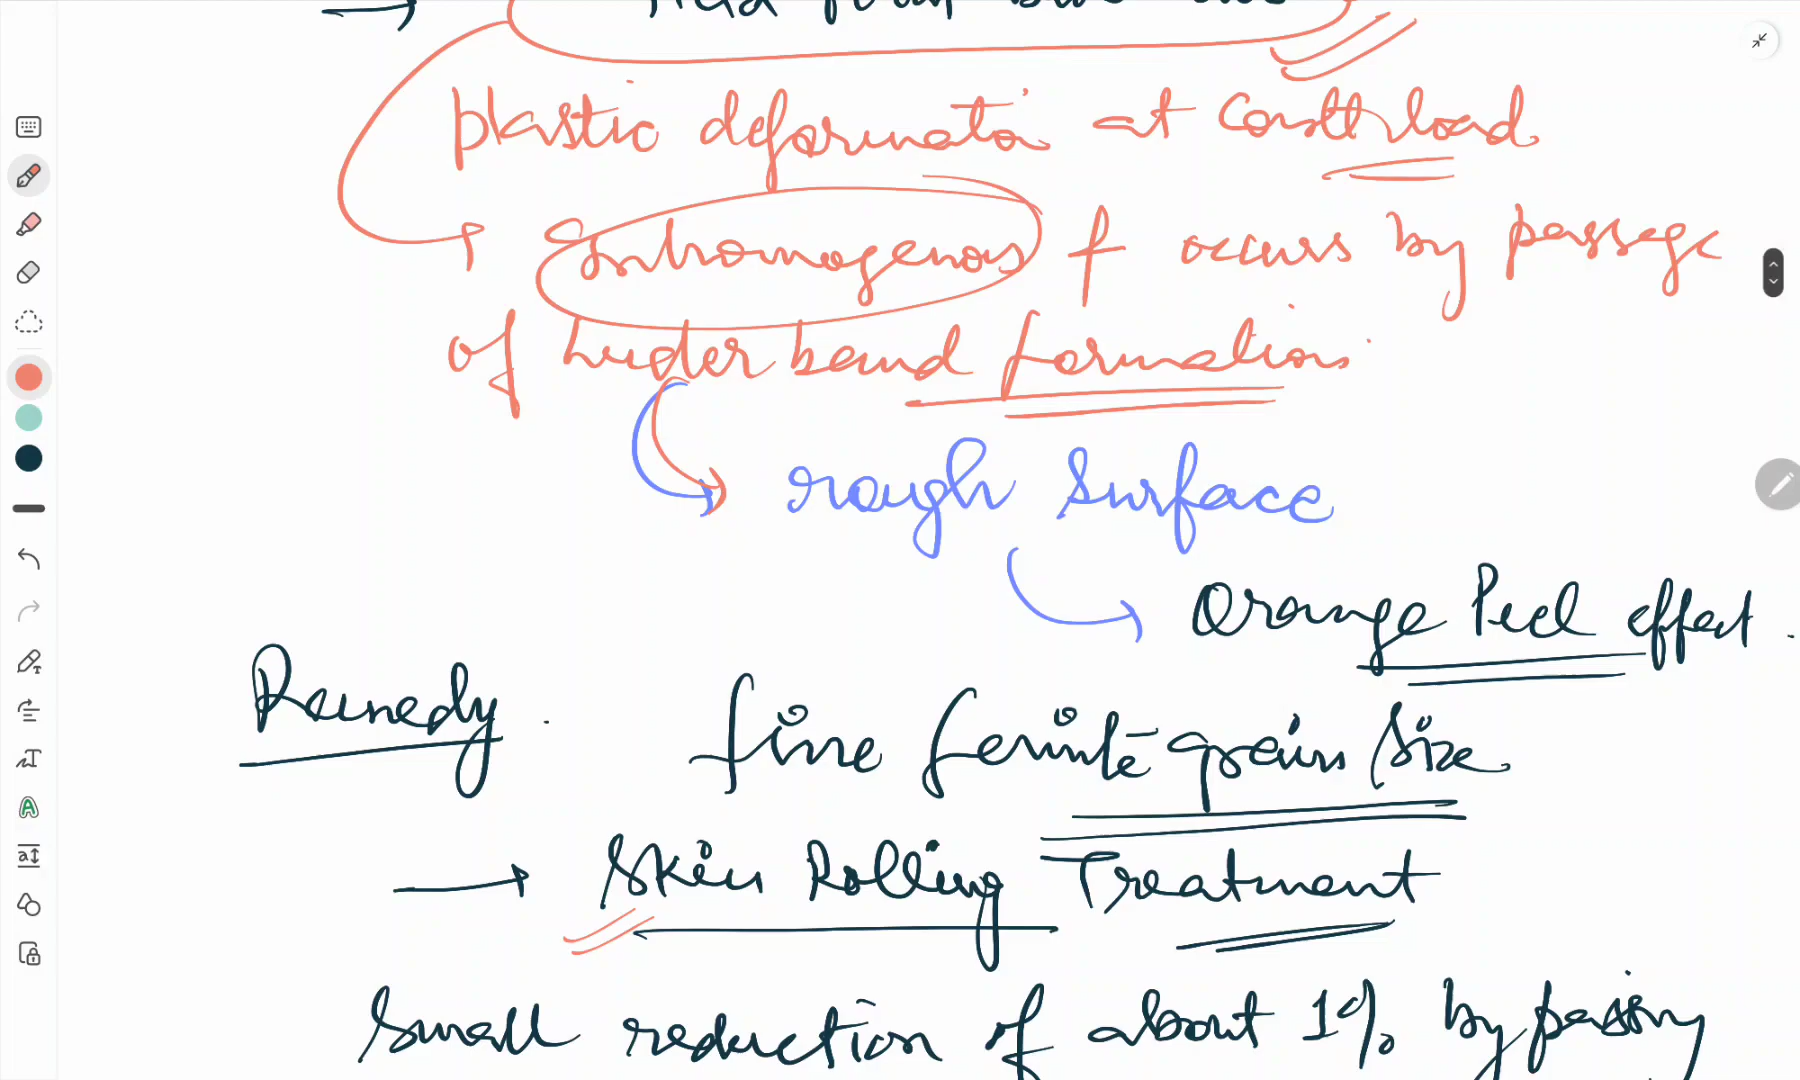 Plastic deformation at Constt load
Inhomogenous & occurs by passage
of Luder band formation
rough surface
Orange Peel effect.
Remedy. fine ferrite grain size
→ Skin Rolling Treatment
Small reduction of about 1% by passing